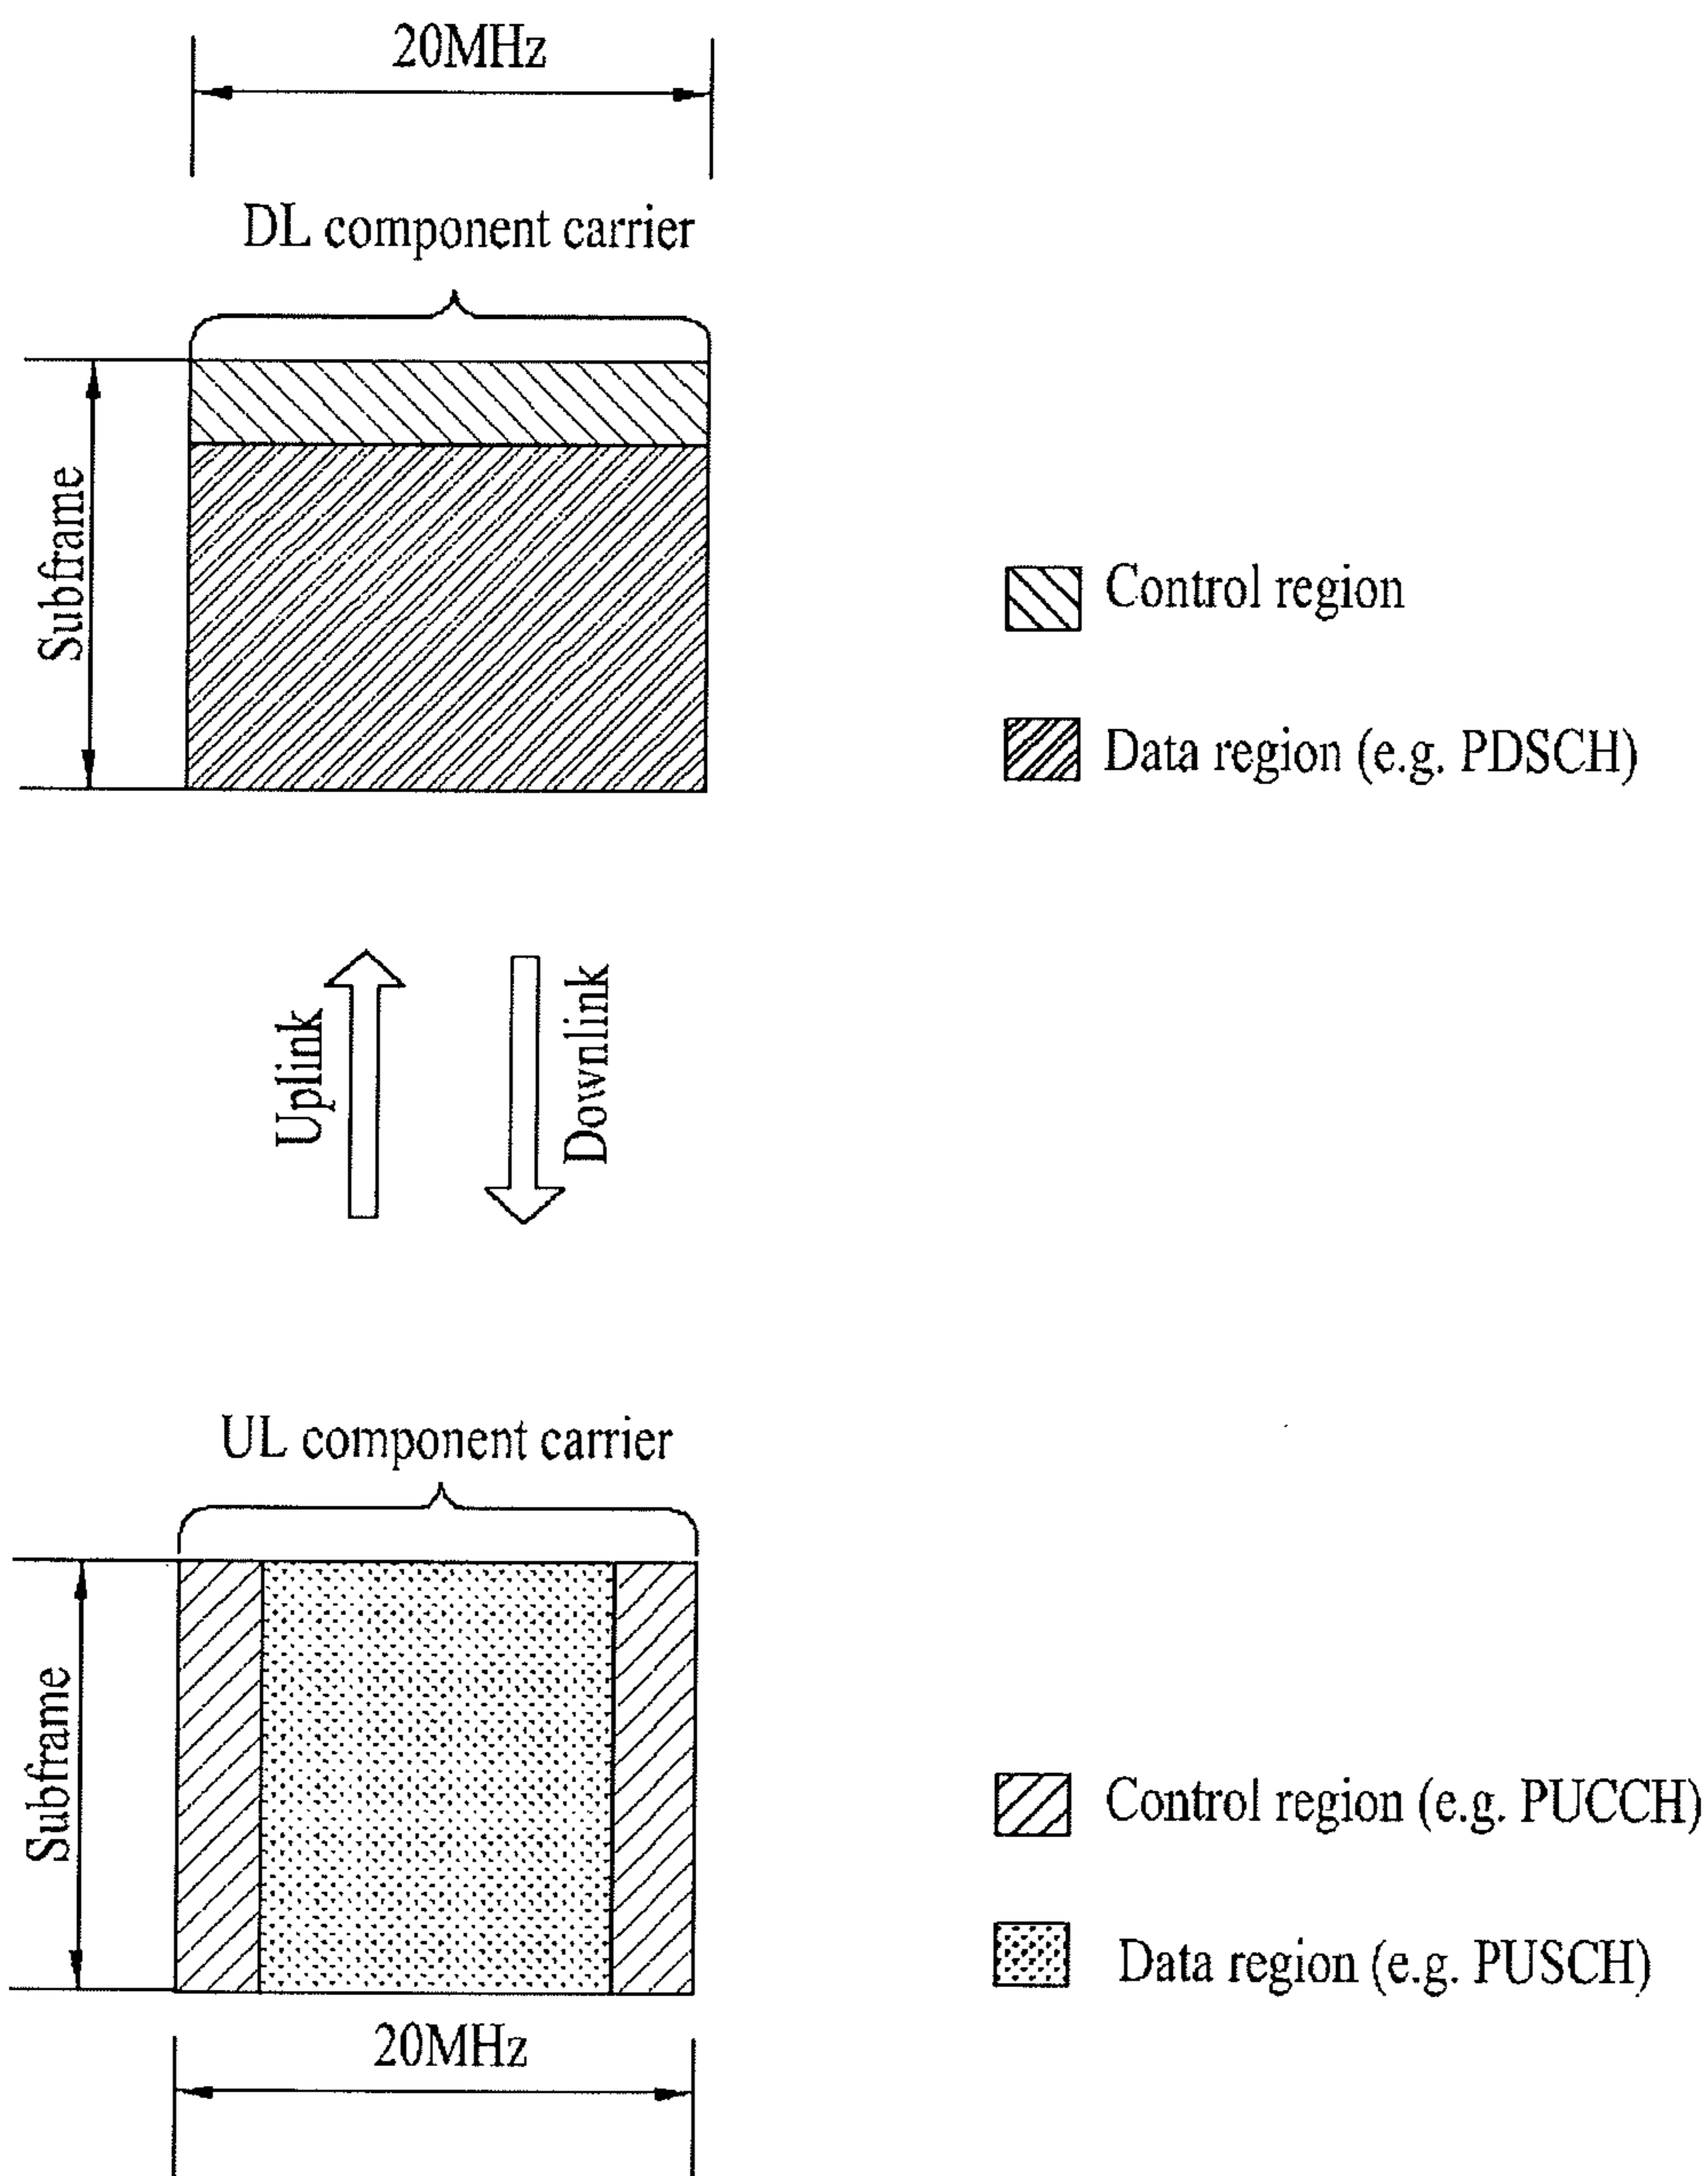 20MHz
DL component carrier
Subframe
Control region
Data region (e.g. PDSCH)
Uplink
Downlink
UL component carrier
Subframe
Control region (e.g. PUCCH)
Data region (e.g. PUSCH)
20MHz